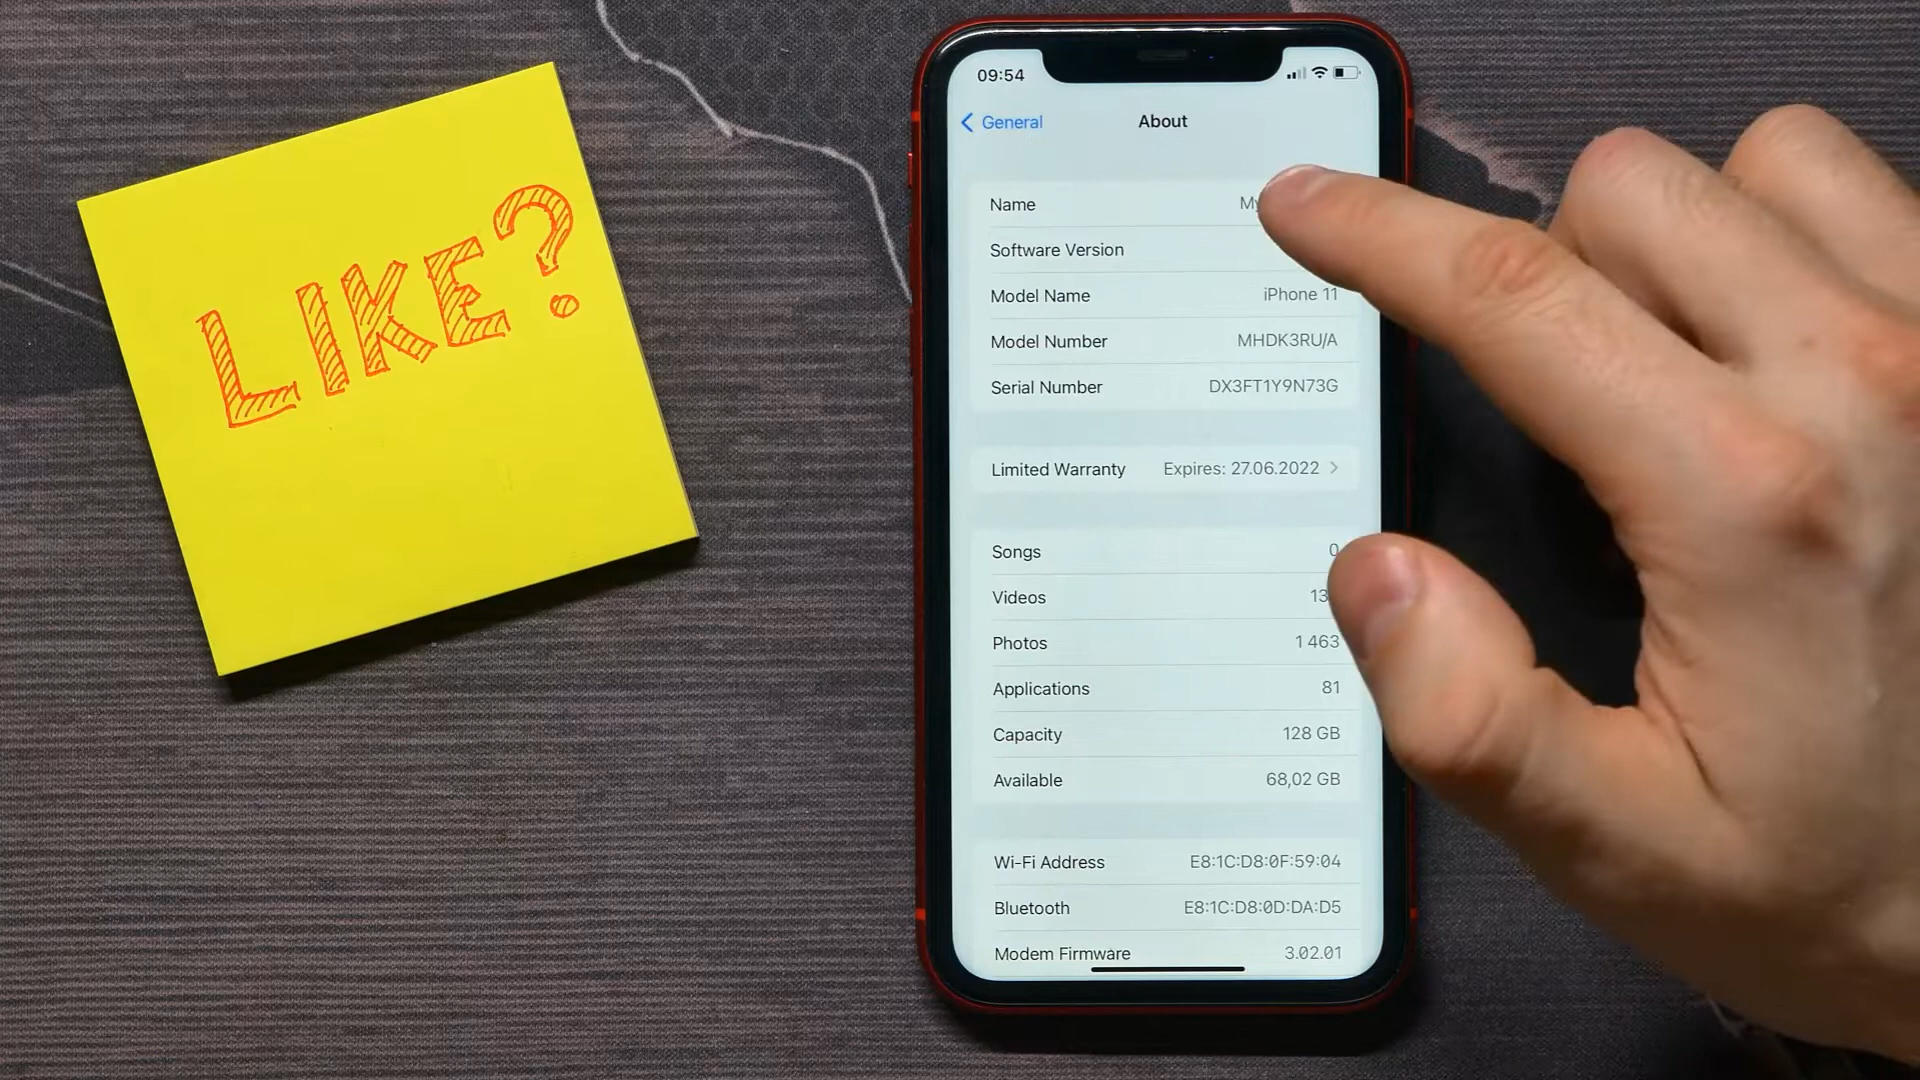 LIKE?
09:54
General
About
Name My
Software Version
Model Name iPhone 11
Model Number MHDK3RU/A
Serial Number DX3FT1Y9N73G
Limited Warranty Expires: 27.06.2022
Songs 0
Videos 13
Photos 1 463
Applications 81
Capacity 128 GB
Available 68,02 GB
Wi-Fi Address E8:1C:D8:0F:59:04
Bluetooth E8:1C:D8:0D:DA:D5
Modem Firmware 3.02.01